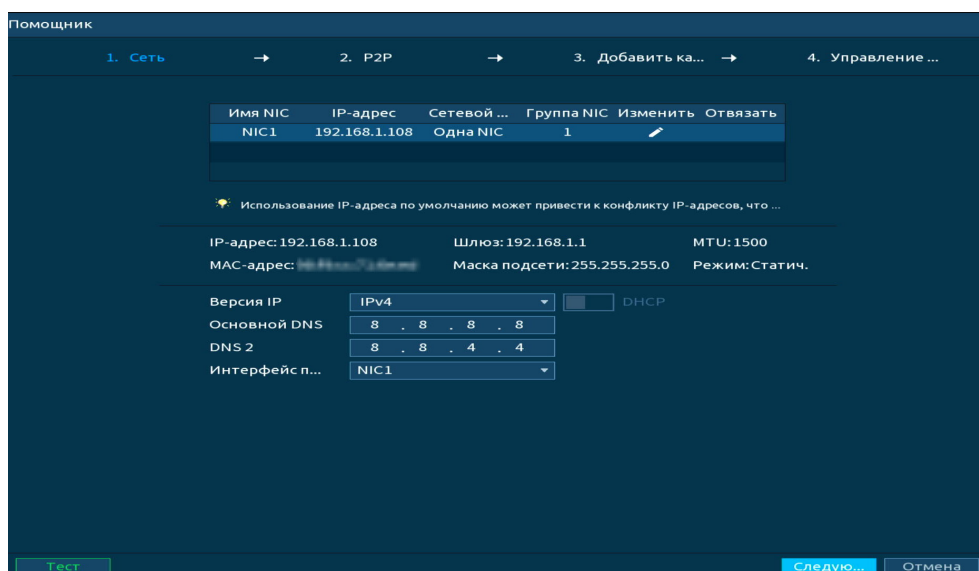 Помощник
1. Сеть → 2. P2P → 3. Добавить ка... → 4. Управление ...
Имя NIC IP-адрес Сетевой ... Группа NIC Изменить Отвязать
NIC1 192.168.1.108 Одна NIC 1
Использование IP-адреса по умолчанию может привести к конфликту IP-адресов, что ...
IP-адрес: 192.168.1.108 Шлюз: 192.168.1.1 MTU: 1500
MAC-адрес: Маска подсети: 255.255.255.0 Режим: Статич.
Версия IP IPv4 DHCP
Основной DNS 8 . 8 . 8 . 8
DNS 2 8 . 8 . 4 . 4
Интерфейс п... NIC1
Тест Следую... Отмена